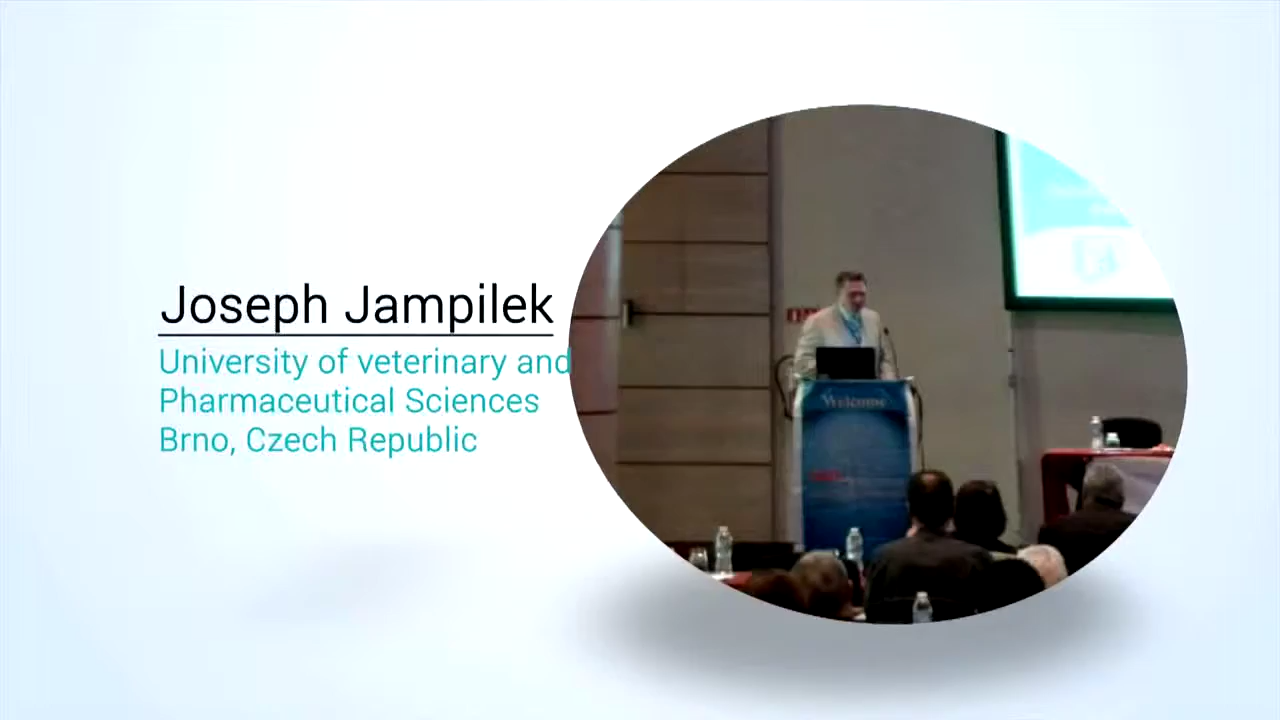 Joseph Jampilek
University of veterinary and
Pharmaceutical Sciences
Brno, Czech Republic
Welcome